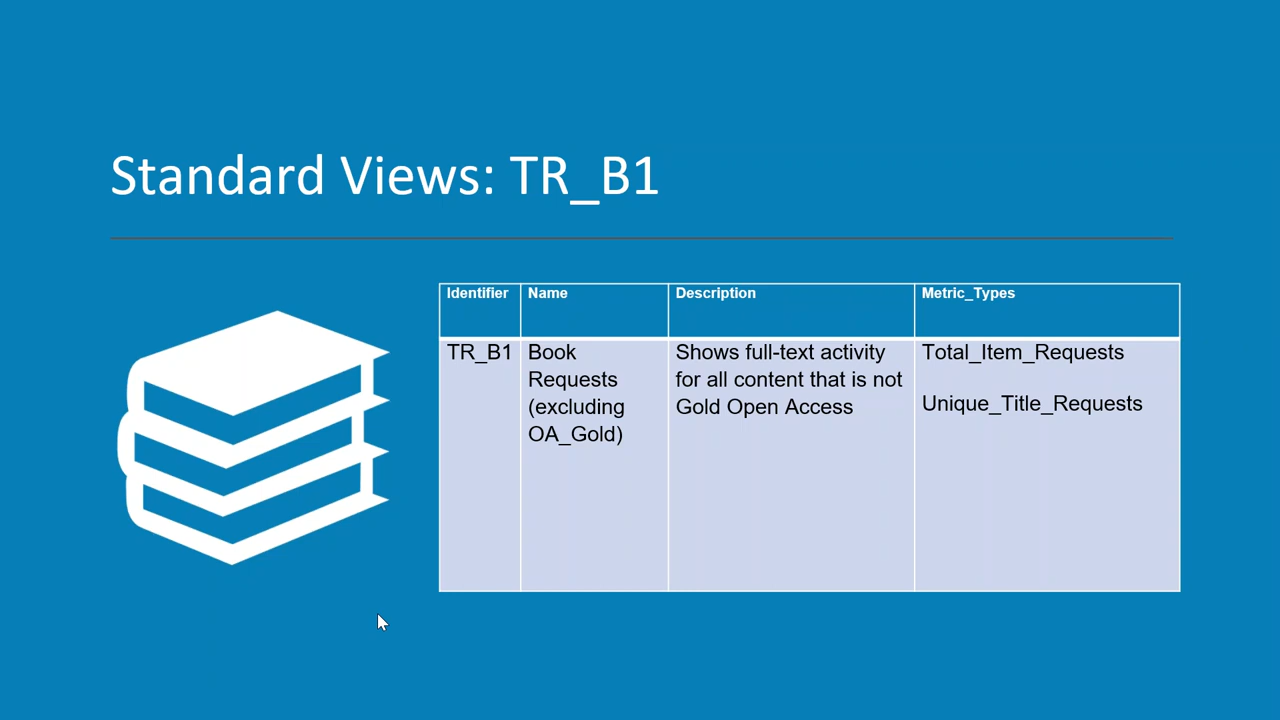 Standard Views: TR_B1
Identifier
Name
Description
Metric_Types
TR_B1
Book
Requests
(excluding
OA_Gold)
Shows full-text activity
for all content that is not
Gold Open Access
Total_Item_Requests
Unique_Title_Requests